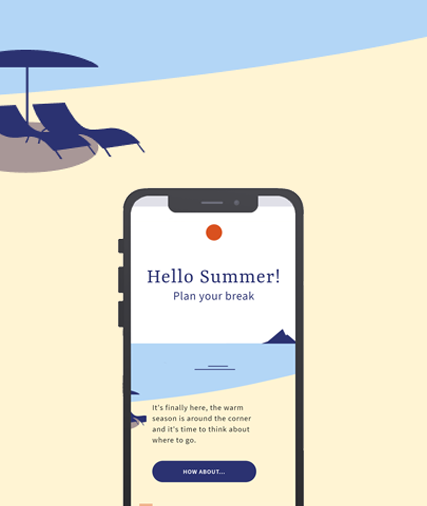 Hello Summer!
Plan your break
It's finally here, the warm
season is around the corner
and it's time to think about
where to go.
HOW ABOUT...